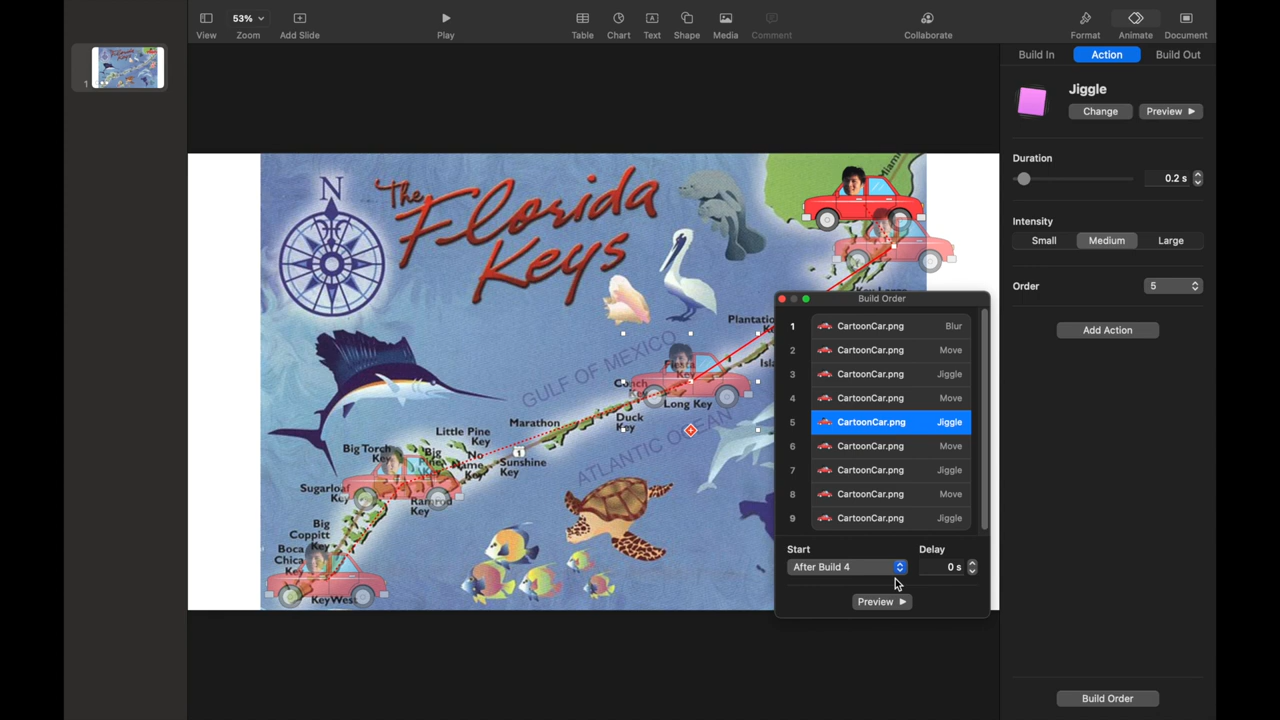 53%
View
Zoom
Add Slide
Play
Table
Chart
Text
Shape
Media
Comment
Collaborate
Format
Animate
Document
1
Build In
Action
Build Out
Jiggle
Change
Preview
Duration
0.2 s
Intensity
Small
Medium
Large
Order
5
Add Action
Build Order
N
The
Florida
Keys
Miami
GULF OF MEXICO
ATLANTIC OCEAN
Fiesta
Key
Conch
Long Key
Duck
Key
Marathon
1
Sunshine
Key
Little Pine
Key
No
Name
Key
Big
Pine
Big Torch
Key
Ramrod
Key
Sugarloaf
Key
Big
Coppitt
Key
Boca
Chica
Key
KeyWest
Build Order
1 CartoonCar.png Blur
2 CartoonCar.png Move
3 CartoonCar.png Jiggle
4 CartoonCar.png Move
5 CartoonCar.png Jiggle
6 CartoonCar.png Move
7 CartoonCar.png Jiggle
8 CartoonCar.png Move
9 CartoonCar.png Jiggle
Start
Delay
After Build 4
0 s
Preview